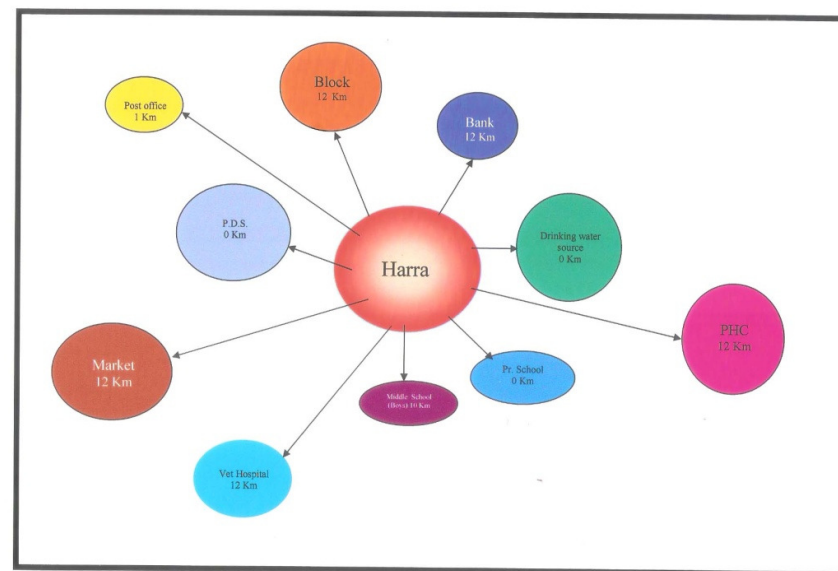 Block
12 Km
Post office
1 Km
Bank
12 Km
P.D.S.
0 Km
Drinking water
source
0 Km
Harra
PHC
12 Km
Market
12 Km
Pr. School
0 Km
Middle School
(Boys) 10 Km
Vet Hospital
12 Km